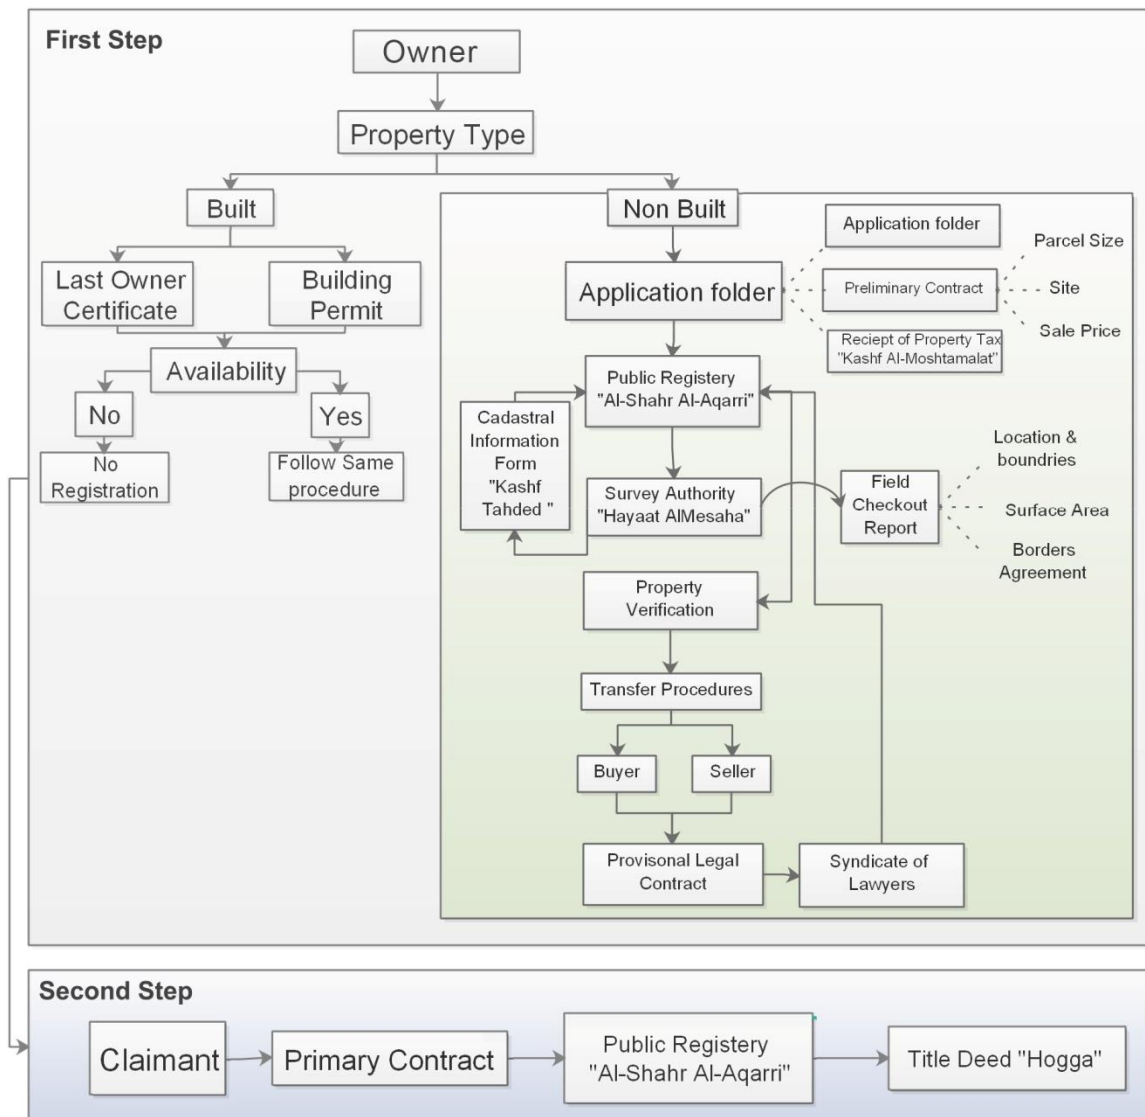 First Step
Owner
Property Type
Built
Non Built
Last Owner
Certificate
Building
Permit
Availability
No
Yes
No
Registration
Follow Same
procedure
Application folder
Application folder
Preliminary Contract
Reciept of Property Tax
"Kashf Al-Moshtamalat"
Parcel Size
Site
Sale Price
Public Registery
"Al-Shahr Al-Aqarri"
Cadastral
Information
Form
"Kashf
Tahded "
Survey Authority
"Hayaat AlMesaha"
Field
Checkout
Report
Location &
boundries
Surface Area
Borders
Agreement
Property
Verification
Transfer Procedures
Buyer
Seller
Provisonal Legal
Contract
Syndicate of
Lawyers
Second Step
Claimant
Primary Contract
Public Registery
"Al-Shahr Al-Aqarri"
Title Deed "Hogga"